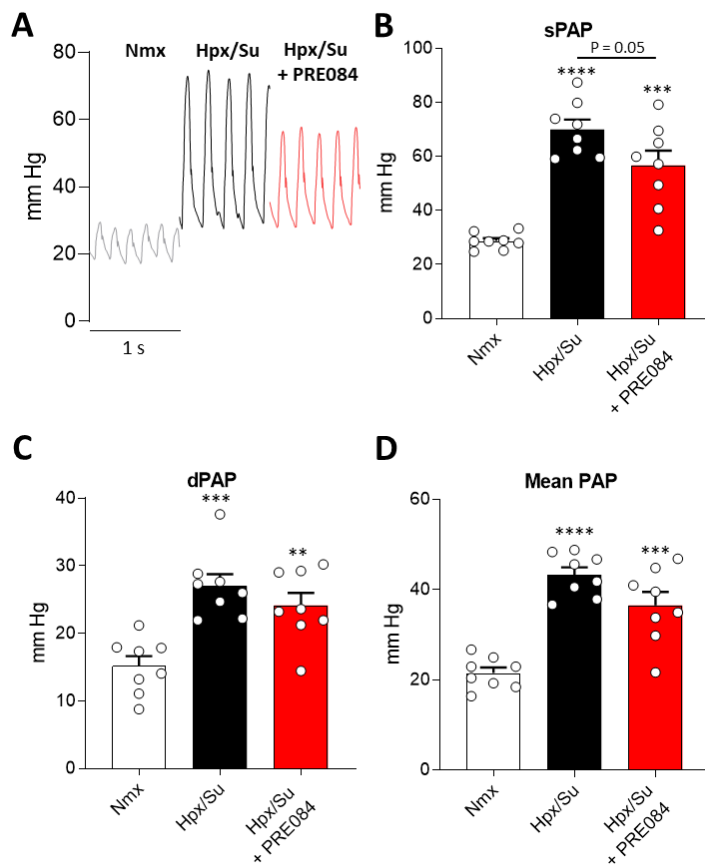 A
80
60
40
20
0
mm Hg
Nmx
Hpx/Su
Hpx/Su
+ PRE084
1 s
B
sPAP
P = 0.05
****
***
100
80
60
40
20
0
mm Hg
Nmx
Hpx/Su
Hpx/Su
+ PRE084
C
dPAP
***
**
40
30
20
10
0
mm Hg
Nmx
Hpx/Su
Hpx/Su
+ PRE084
D
Mean PAP
****
***
60
40
20
0
mm Hg
Nmx
Hpx/Su
Hpx/Su
+ PRE084